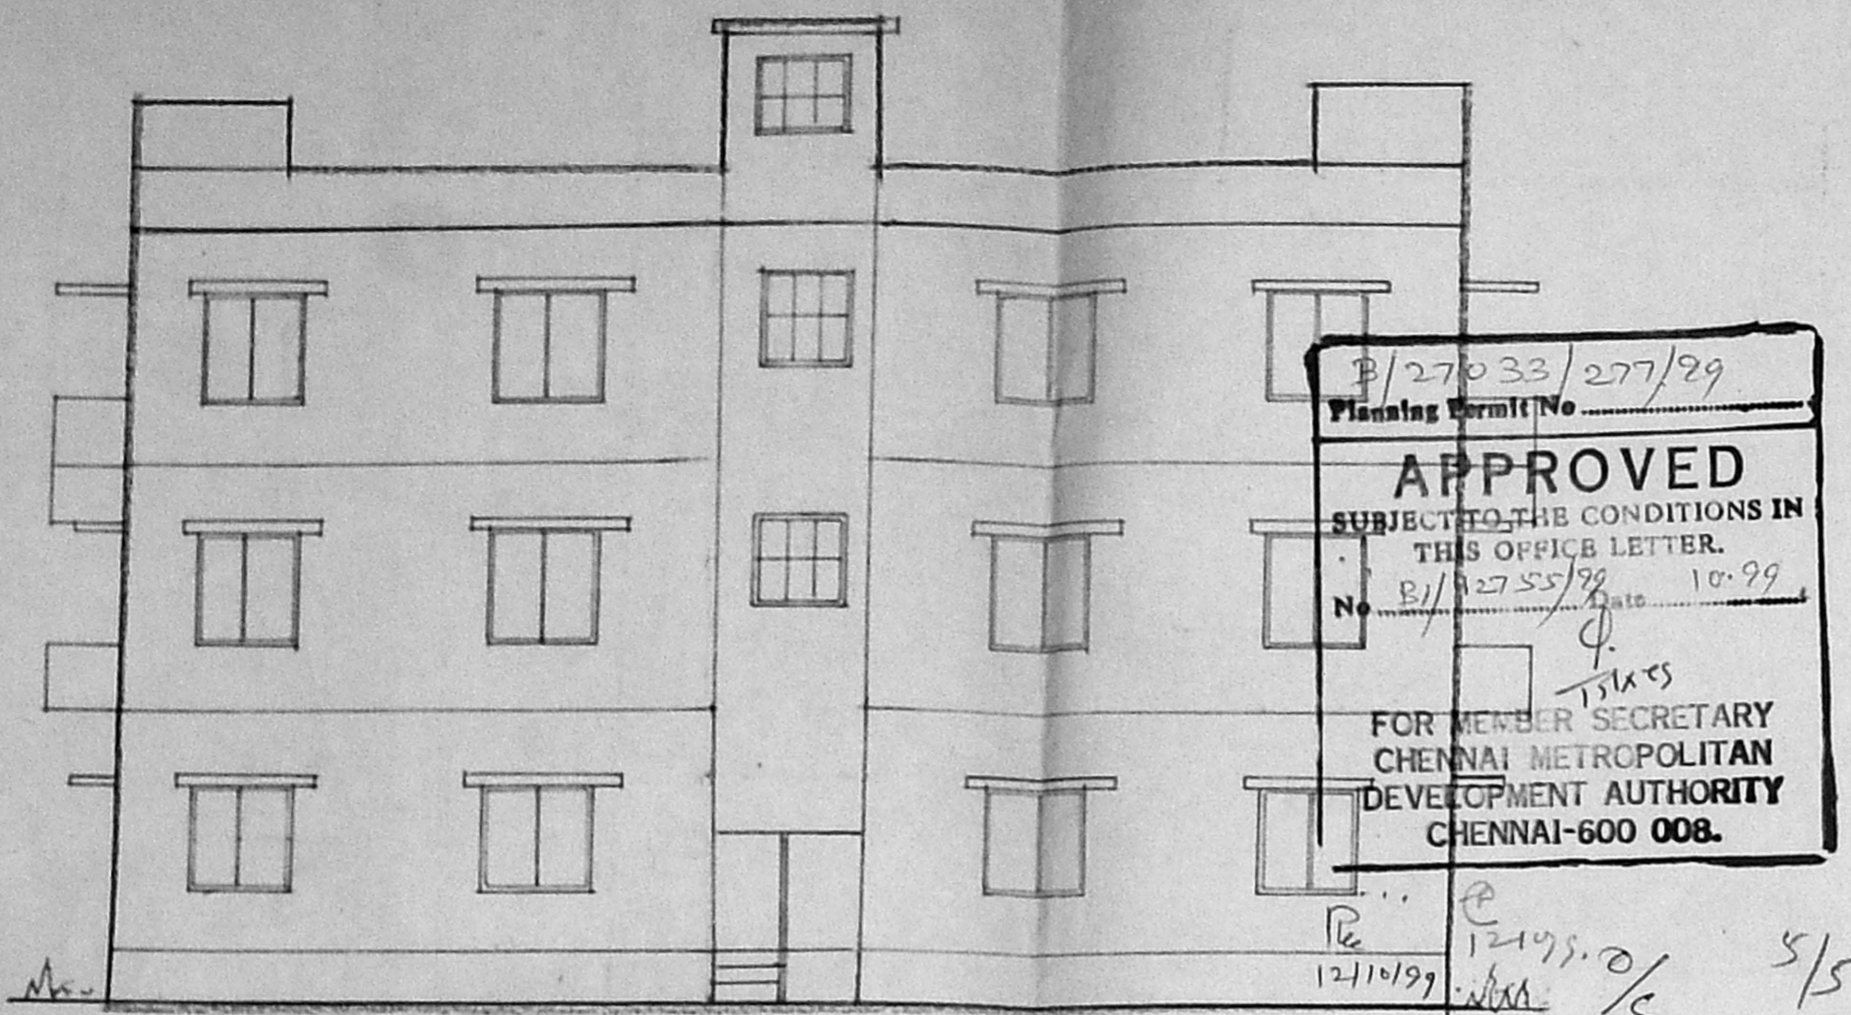 B/27033/277/99
Planning Permit No
APPROVED
SUBJECT TO THE CONDITIONS IN
THIS OFFICE LETTER.
No B1/ 2755/99 Date 10.99
FOR MEMBER SECRETARY
CHENNAI METROPOLITAN
DEVELOPMENT AUTHORITY
CHENNAI-600 008.
12/10/99
5/5